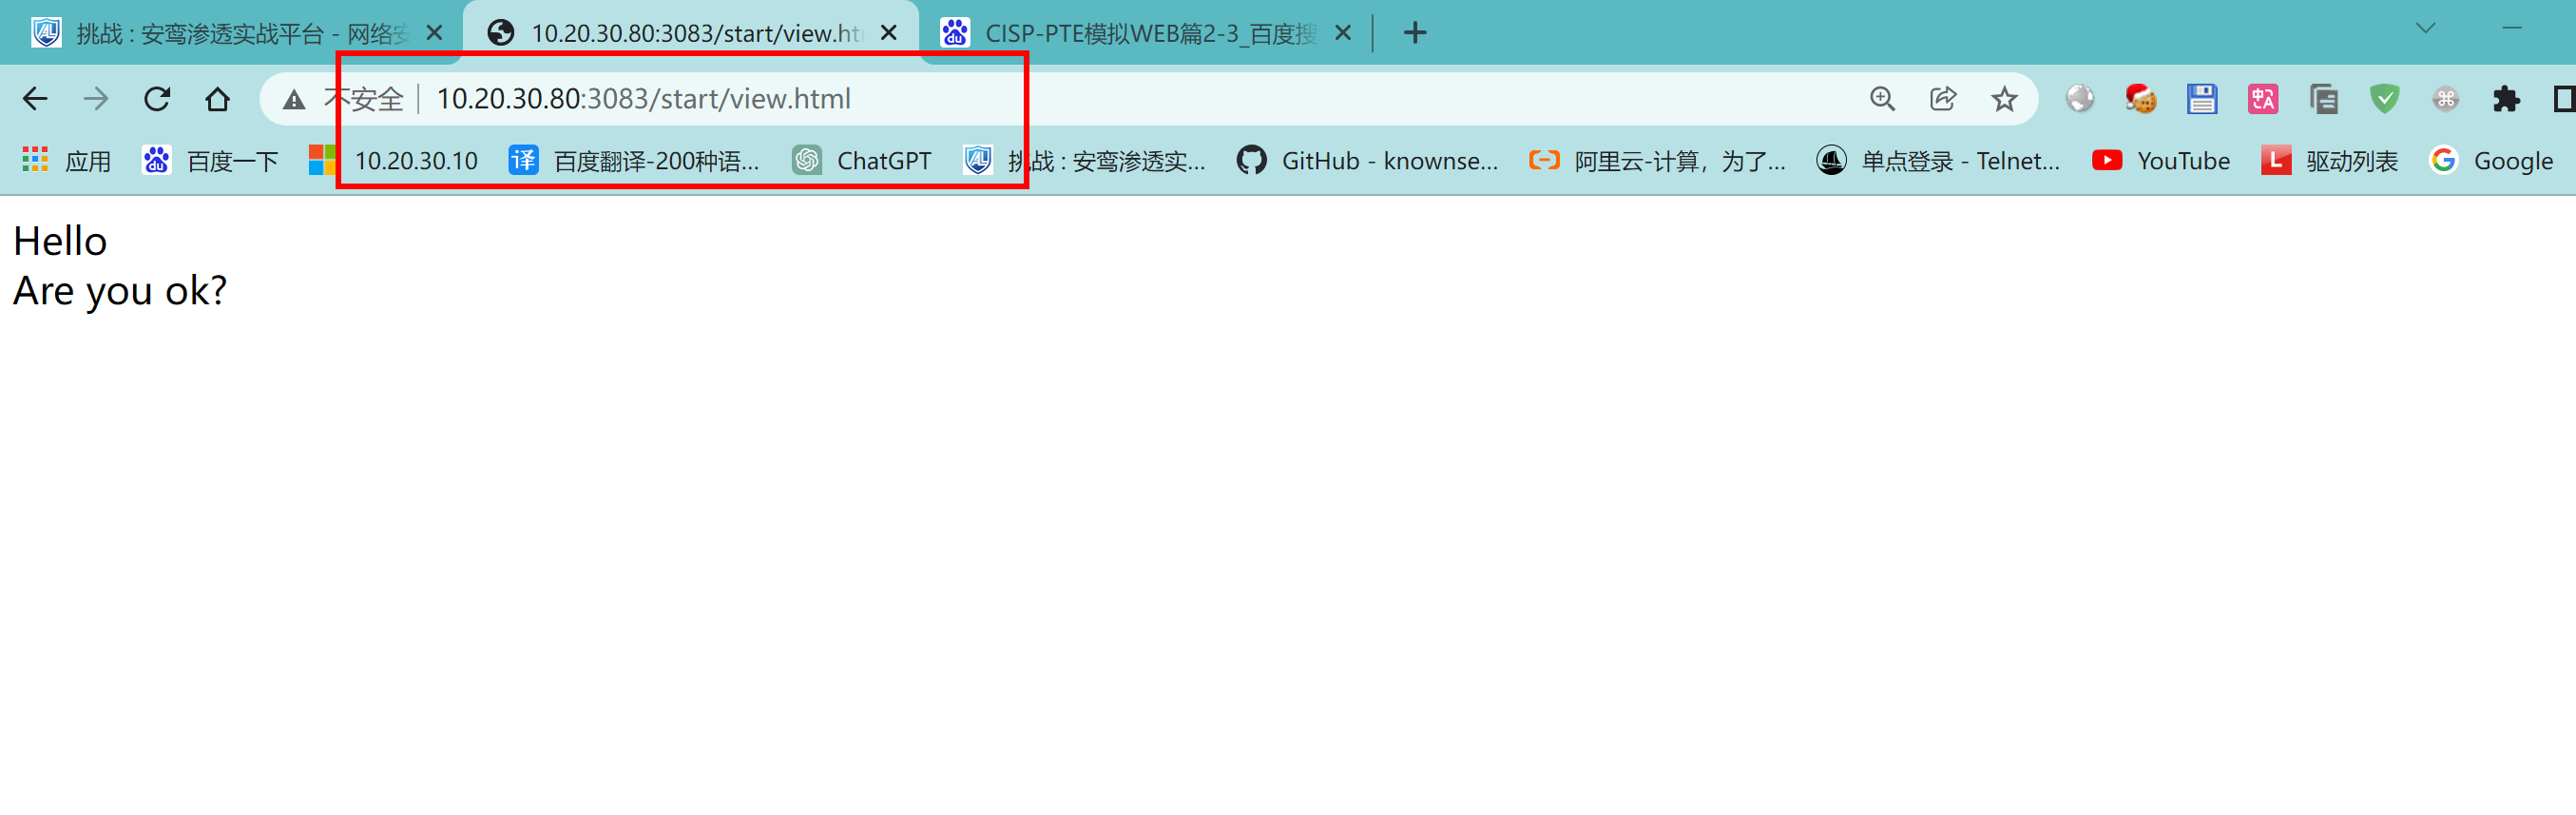 挑战 : 安鸾渗透实战平台 - 网络安
10.20.30.80:3083/start/view.ht
CISP-PTE模拟WEB篇2-3_百度搜
不安全 10.20.30.80:3083/start/view.html
应用 百度一下 10.20.30.10 译 百度翻译-200种语... ChatGPT 挑战 : 安鸾渗透实... GitHub - knownse... 阿里云-计算，为了... 单点登录 - Telnet... YouTube L 驱动列表 Google
Hello
Are you ok?